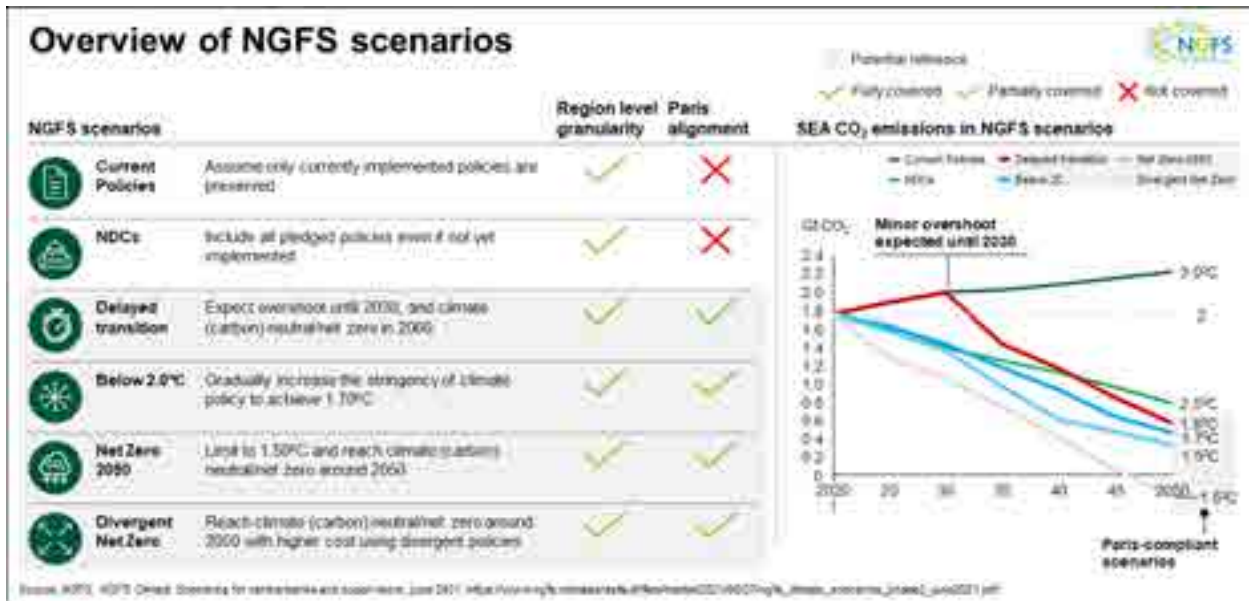 Overview of NGFS scenarios
NGFS
Potential reference
Fully covered Partially covered Not covered
NGFS scenarios
Region level granularity
Paris alignment
SEA CO₂ emissions in NGFS scenarios
Current Policies
Assume only currently implemented policies are
preserved
NDCs
Include all pledged policies even if not yet
implemented
Delayed transition
Expect overshoot until 2030, and climate
(carbon) neutral/net zero in 2060
Below 2.0°C
Gradually increase the stringency of climate
policy to achieve 1.70°C
Net Zero 2050
Limit to 1.50°C and reach climate (carbon)
neutral/net zero around 2050
Divergent Net Zero
Reach climate (carbon) neutral/net zero around
2050 with higher cost using divergent policies
Current Policies Delayed transition Net Zero 2050
NDCs Below 2C Divergent Net Zero
Gt CO₂
Minor overshoot
expected until 2030
2.4
2.2
2.0
1.8
1.6
1.4
1.2
1.0
0.8
0.6
0.4
0.2
0
3.0°C
2
1.7°C
1.5°C
2020 30 35 40 45 2050
Paris-compliant
scenarios